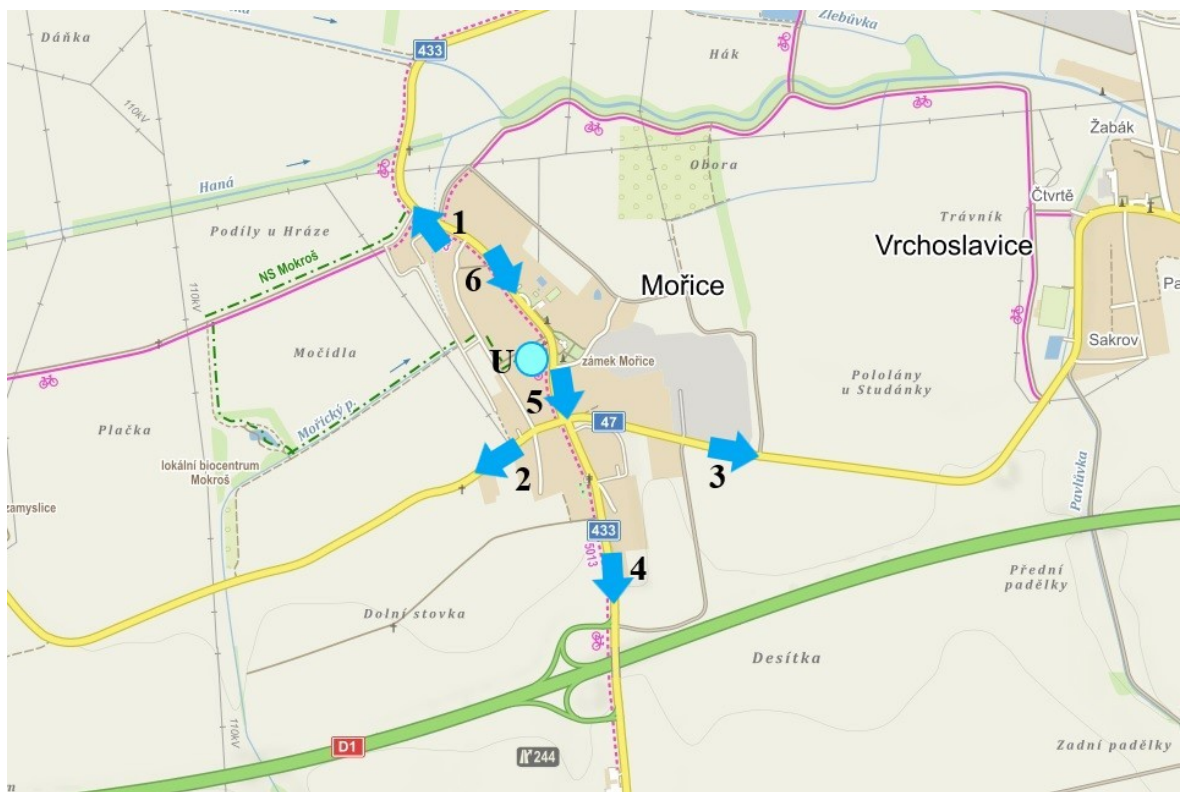 Dáňka
433
Zlebůvka
Hák
110kV
Žabák
Haná
Obora
Čtvrtě
Podíly u Hráze
1
Trávník
Vrchoslavice
NS Mokroš
110kV
6
Mořice
Močidla
U
zámek Mořice
Sakrov
Pololány
u Studánky
Mořický p.
5
Plačka
47
lokální biocentrum
Mokroš
2
3
Pavlůvka
zamyslice
433
5013
4
Přední
padělky
Dolní stovka
Desítka
110kV
D1
244
Zadní padělky